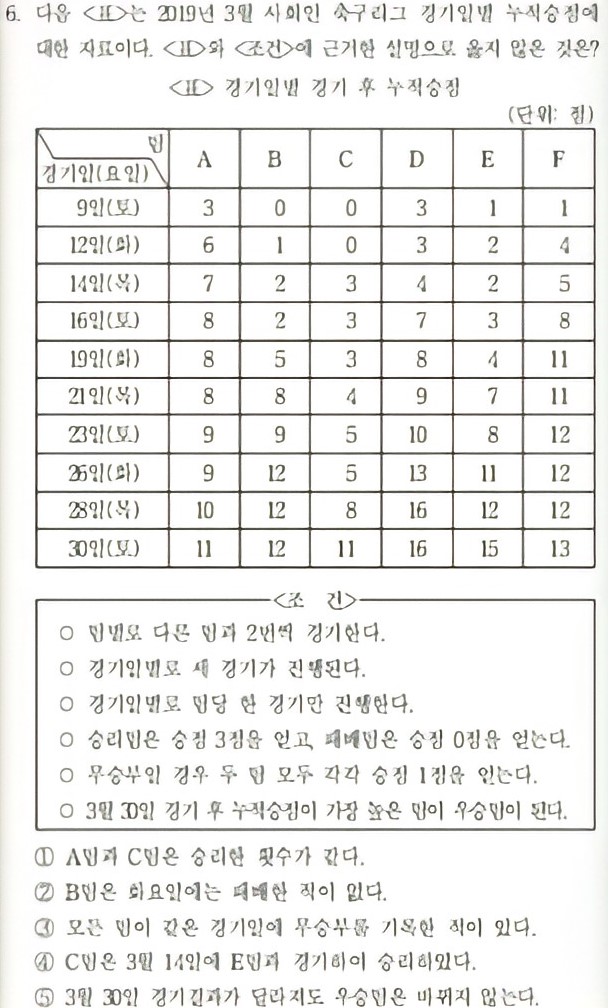 6. 다음 <표>는 2019년 3월 사회인 축구리그 경기일별 누적승점에
대한 자료이다. <표>와 <조건>에 근거한 설명으로 옳지 않은 것은?
<표> 경기일별 경기 후 누적승점
(단위: 점)
팀
경기일(요일) A B C D E F
9일(토) 3 0 0 3 1 1
12일(화) 6 1 0 3 2 4
14일(목) 7 2 3 4 2 5
16일(토) 8 2 3 7 3 8
19일(화) 8 5 3 8 4 11
21일(목) 8 8 4 9 7 11
23일(토) 9 9 5 10 8 12
26일(화) 9 12 5 13 11 12
28일(목) 10 12 8 16 12 12
30일(토) 11 12 11 16 15 13
<조 건>
○ 팀별로 다른 팀과 2번씩 경기한다.
○ 경기일별로 세 경기가 진행된다.
○ 경기일별로 팀당 한 경기만 진행한다.
○ 승리팀은 승점 3점을 얻고, 패배팀은 승점 0점을 얻는다.
○ 무승부일 경우 두 팀 모두 각각 승점 1점을 얻는다.
○ 3월 30일 경기 후 누적승점이 가장 높은 팀이 우승팀이 된다.
① A팀과 C팀은 승리한 횟수가 같다.
② B팀은 화요일에는 패배한 적이 없다.
③ 모든 팀이 같은 경기일에 무승부를 기록한 적이 있다.
④ C팀은 3월 14일에 E팀과 경기하여 승리하였다.
⑤ 3월 30일 경기결과가 달라져도 우승팀은 바뀌지 않는다.